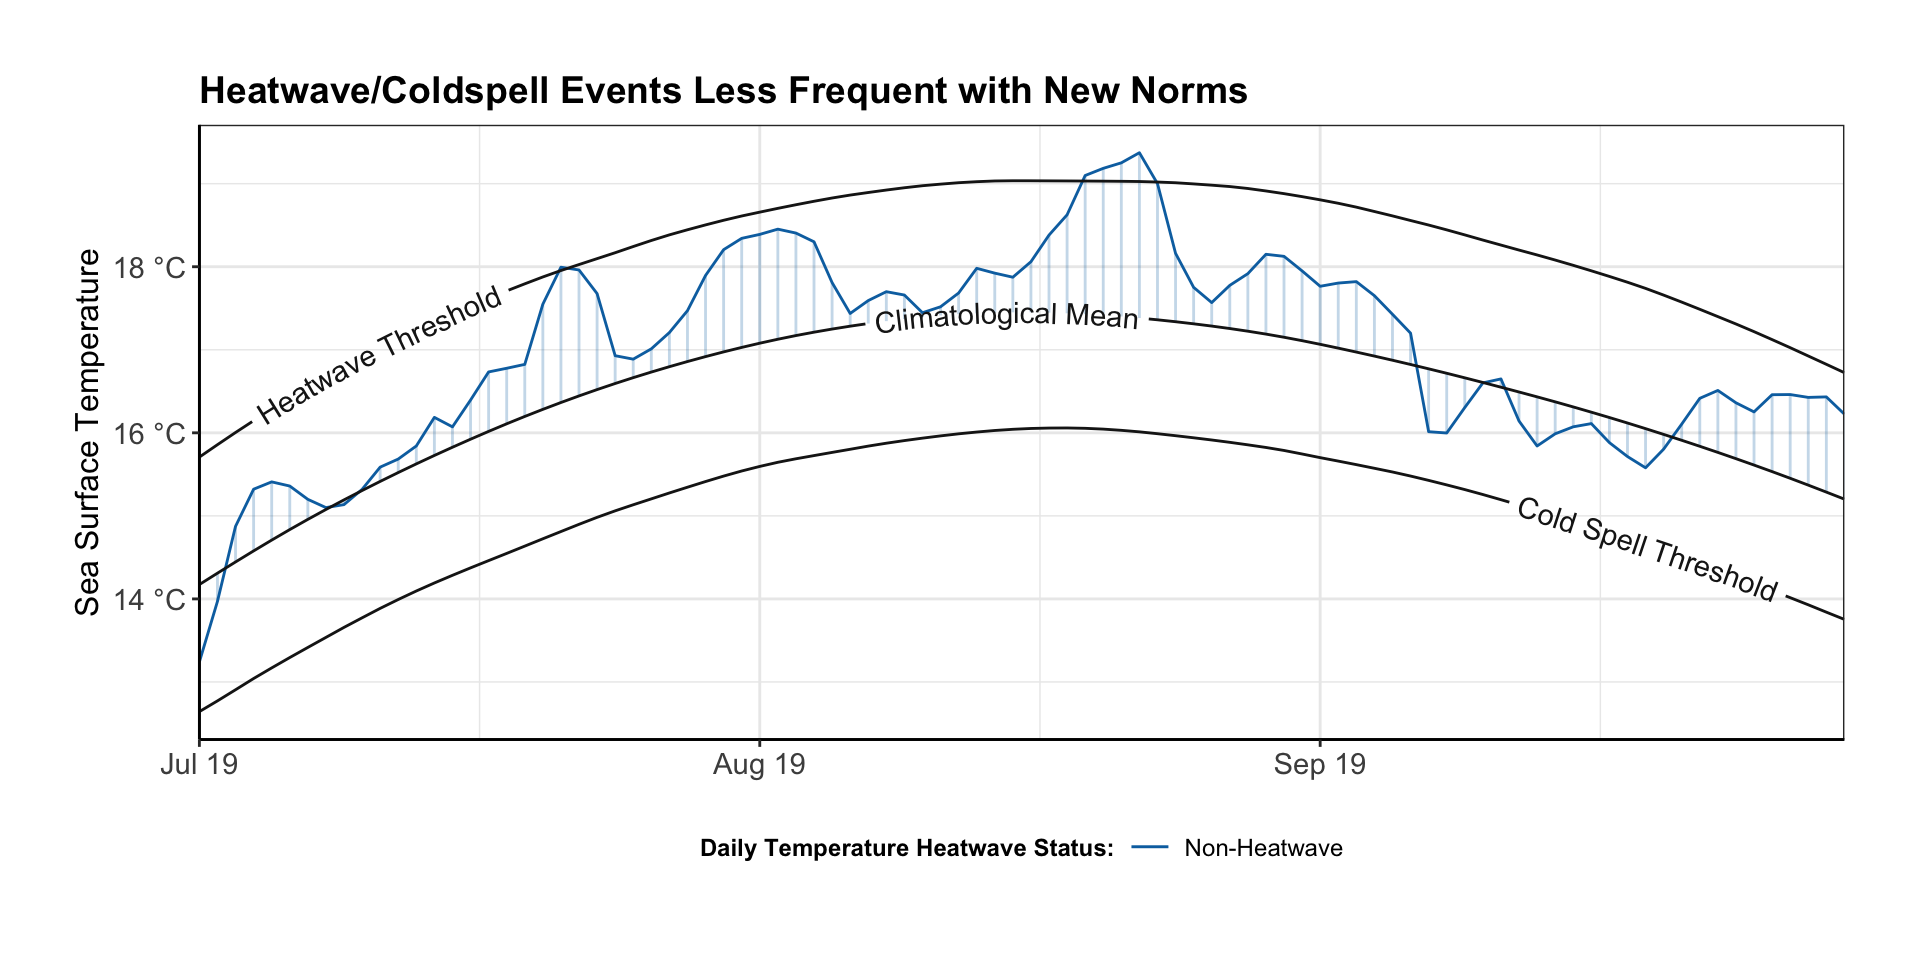 Heatwave/Coldspell Events Less Frequent with New Norms
Sea Surface Temperature
18 °C
16 °C
14 °C
Heatwave Threshold
Climatological Mean
Cold Spell Threshold
Jul 19
Aug 19
Sep 19
Daily Temperature Heatwave Status: Non-Heatwave